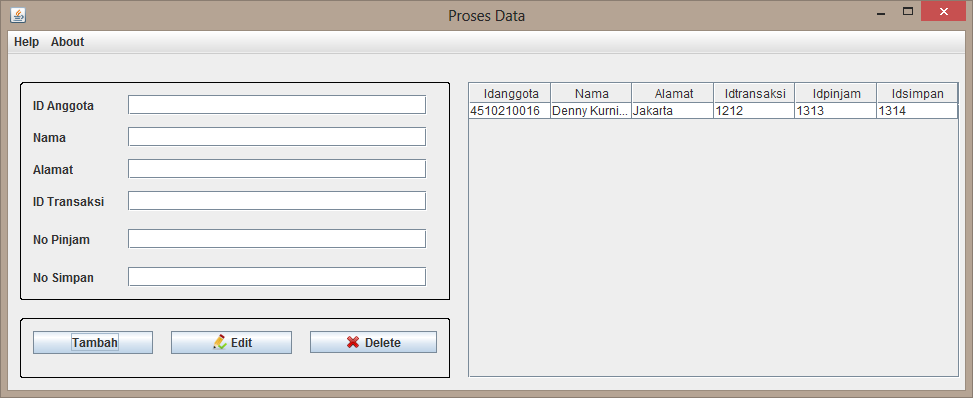 Proses Data
Help About
ID Anggota
Nama
Alamat
ID Transaksi
No Pinjam
No Simpan
Tambah Edit Delete
Idanggota Nama Alamat Idtransaksi Idpinjam Idsimpan
4510210016 Denny Kurni... Jakarta 1212 1313 1314